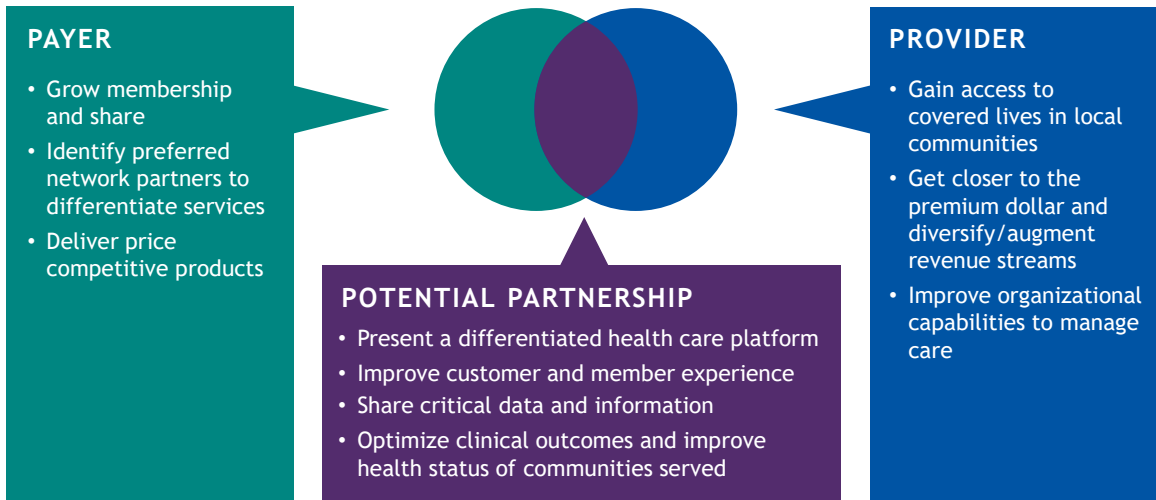 PAYER
• Grow membership
and share
• Identify preferred
network partners to
differentiate services
• Deliver price
competitive products
POTENTIAL PARTNERSHIP
• Present a differentiated health care platform
• Improve customer and member experience
• Share critical data and information
• Optimize clinical outcomes and improve
health status of communities served
PROVIDER
• Gain access to
covered lives in local
communities
• Get closer to the
premium dollar and
diversify/augment
revenue streams
• Improve organizational
capabilities to manage
care